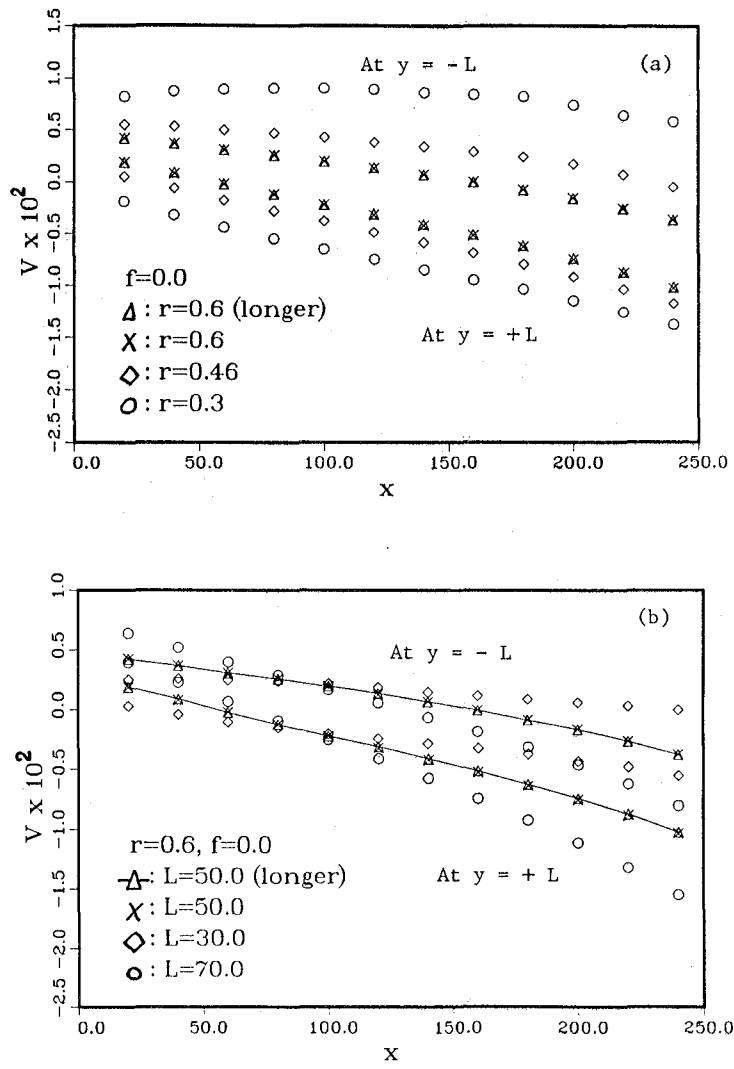 1.5
(a)
At y = - L
1.0
0.5
0.0
V x 10²
-0.5
f=0.0
-1.0
Δ : r=0.6 (longer)
At y = +L
-1.5
X : r=0.6
◇ : r=0.46
-2.0
O : r=0.3
-2.5
0.0 50.0 100.0 150.0 200.0 250.0
X
1.0
(b)
At y = - L
0.5
0.0
-0.5
V x 10²
-1.0
r=0.6, f=0.0
Δ : L=50.0 (longer)
At y = + L
-1.5
X : L=50.0
◇ : L=30.0
-2.0
O : L=70.0
-2.5
0.0 50.0 100.0 150.0 200.0 250.0
X